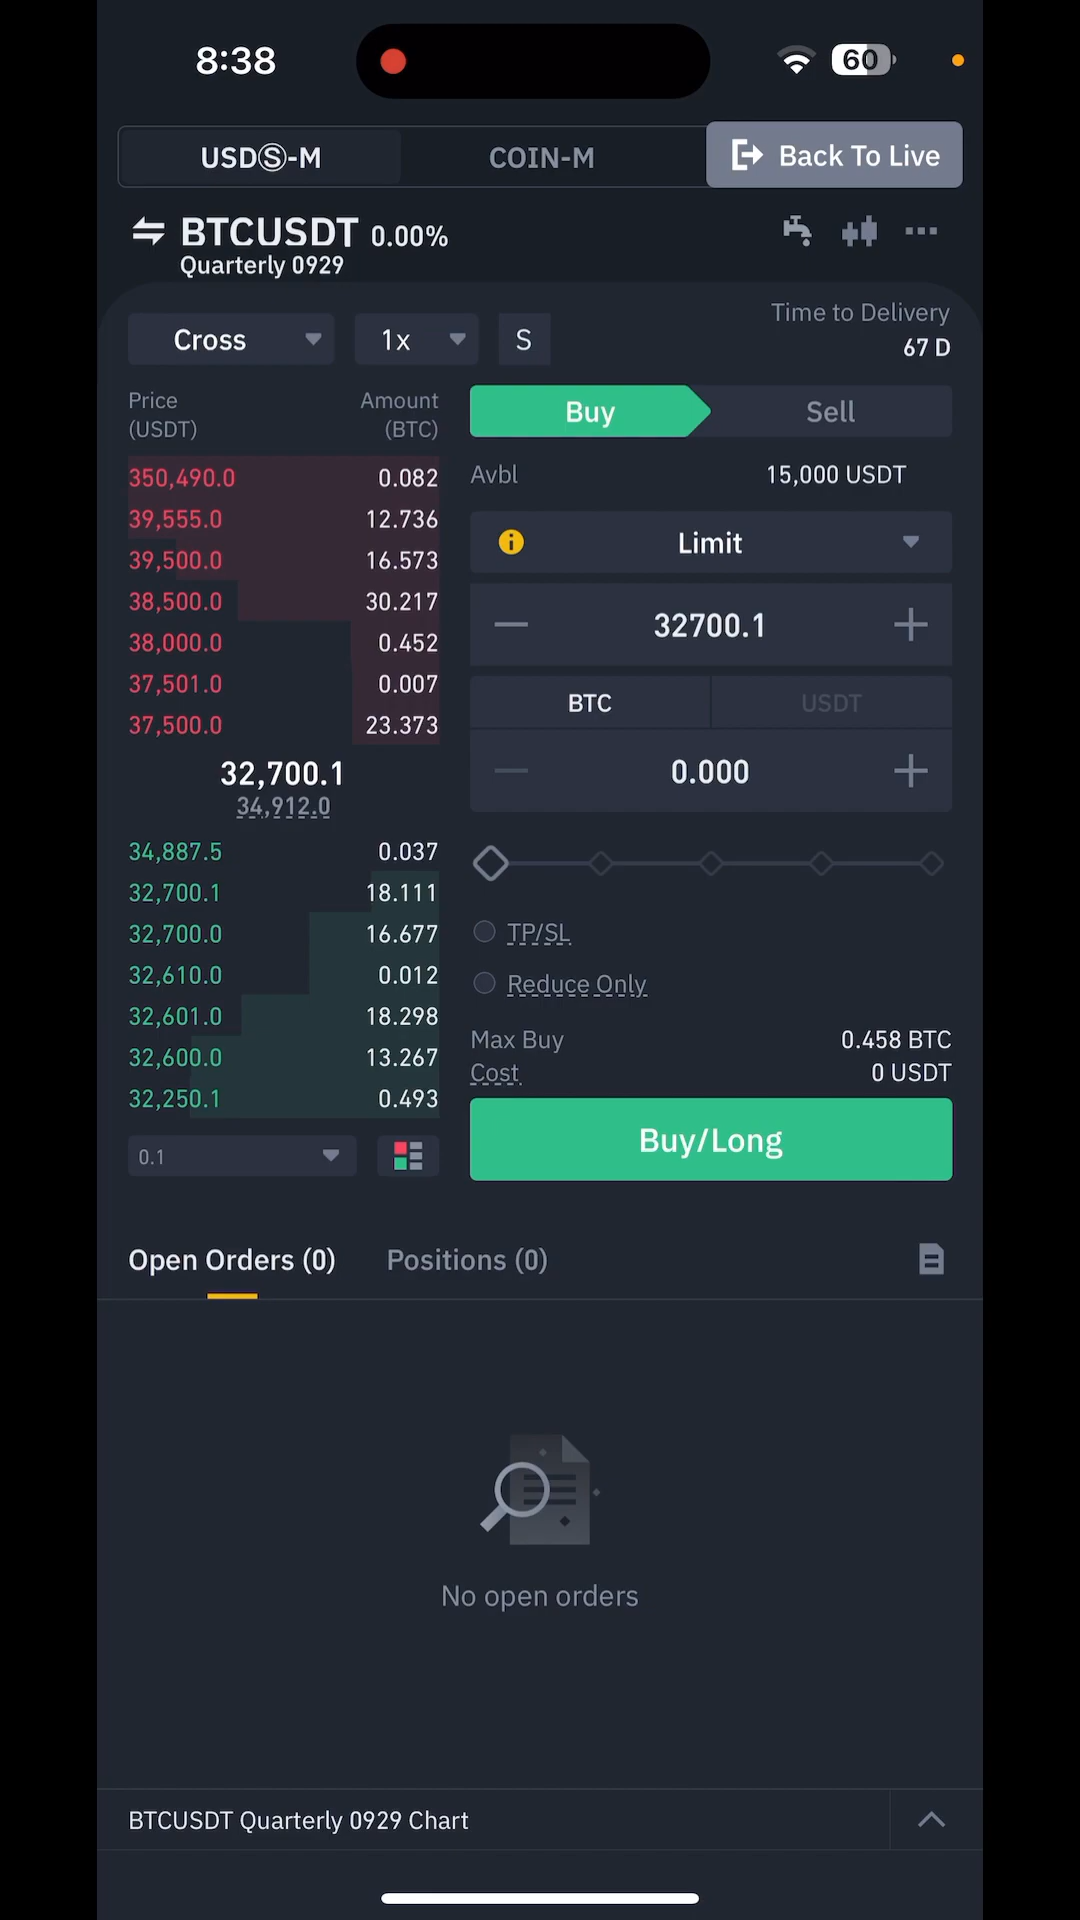 8:38
60
USDⓈ-M
COIN-M
Back To Live
BTCUSDT 0.00%
Quarterly 0929
Time to Delivery
67 D
Cross
1x
S
Price
(USDT)
Amount
(BTC)
350,490.0 0.082
39,555.0 12.736
39,500.0 16.573
38,500.0 30.217
38,000.0 0.452
37,501.0 0.007
37,500.0 23.373
32,700.1
34,912.0
34,887.5 0.037
32,700.1 18.111
32,700.0 16.677
32,610.0 0.012
32,601.0 18.298
32,600.0 13.267
32,250.1 0.493
0.1
Buy
Sell
Avbl 15,000 USDT
Limit
32700.1
BTC
USDT
0.000
TP/SL
Reduce Only
Max Buy 0.458 BTC
Cost 0 USDT
Buy/Long
Open Orders (0)
Positions (0)
No open orders
BTCUSDT Quarterly 0929 Chart